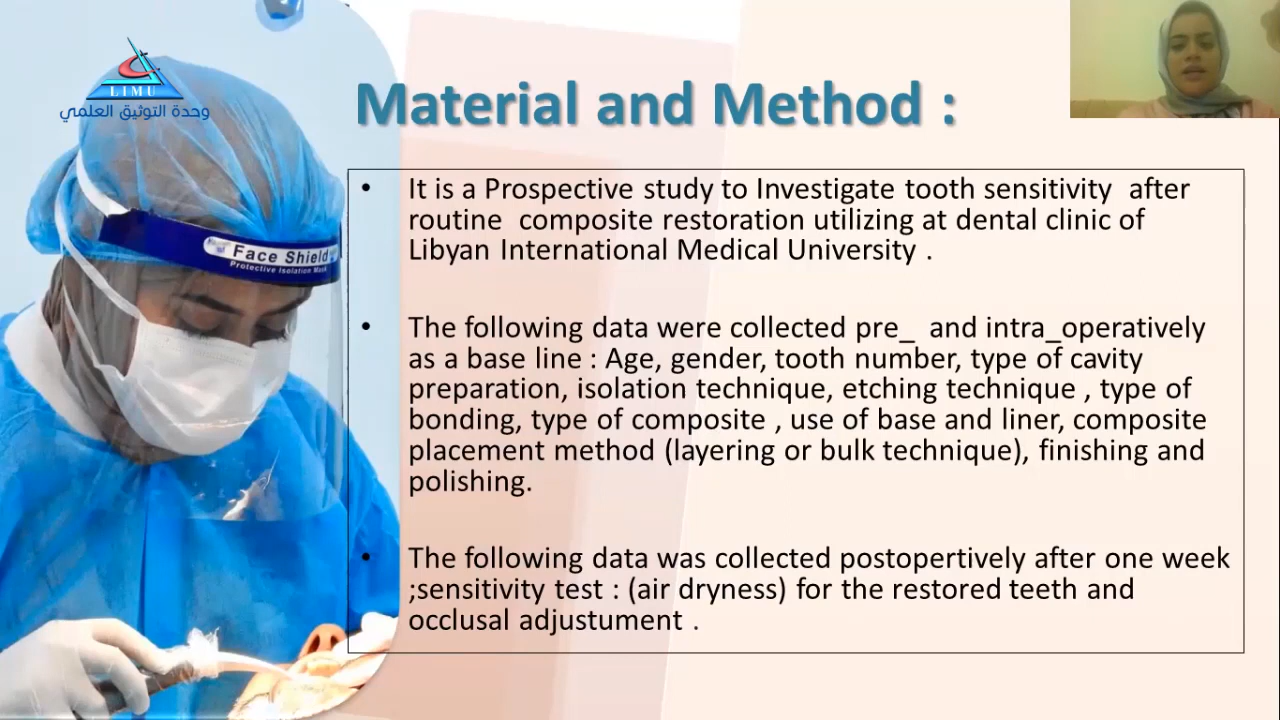 LIMU
وحدة التوثيق العلمي
Material and Method :
Face Shield
Protective Isolation Mask
• It is a Prospective study to Investigate tooth sensitivity after
routine composite restoration utilizing at dental clinic of
Libyan International Medical University .
• The following data were collected pre_ and intra_operatively
as a base line : Age, gender, tooth number, type of cavity
preparation, isolation technique, etching technique , type of
bonding, type of composite , use of base and liner, composite
placement method (layering or bulk technique), finishing and
polishing.
• The following data was collected postopertively after one week
;sensitivity test : (air dryness) for the restored teeth and
occlusal adjustument .